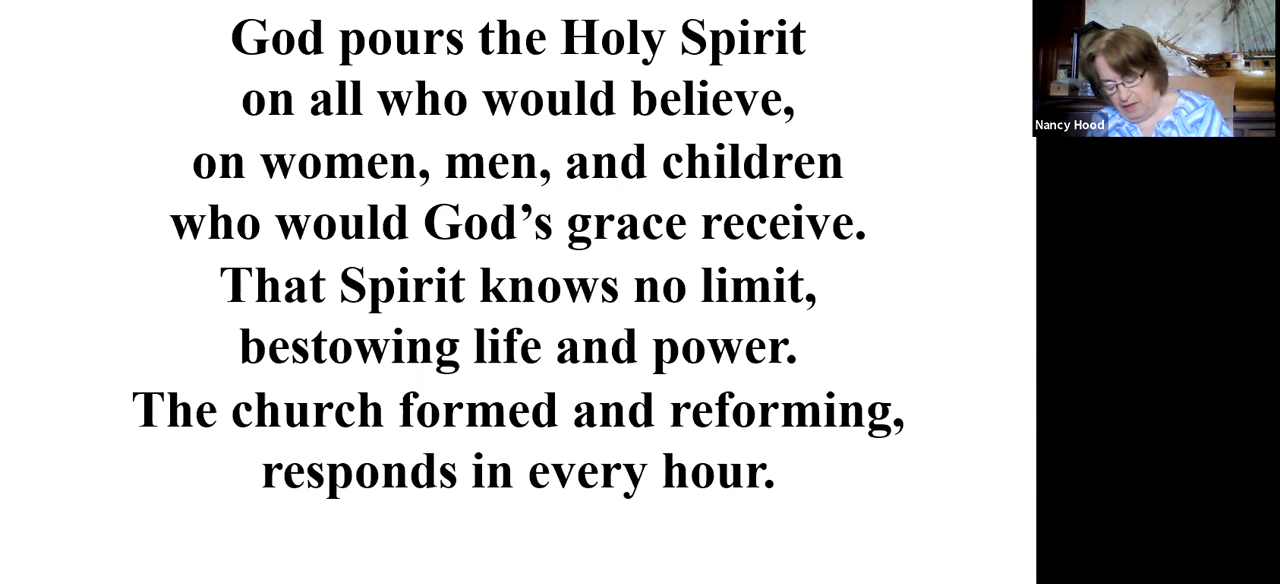 God pours the Holy Spirit
on all who would believe,
on women, men, and children
who would God’s grace receive.
That Spirit knows no limit,
bestowing life and power.
The church formed and reforming,
responds in every hour.
Nancy Hood